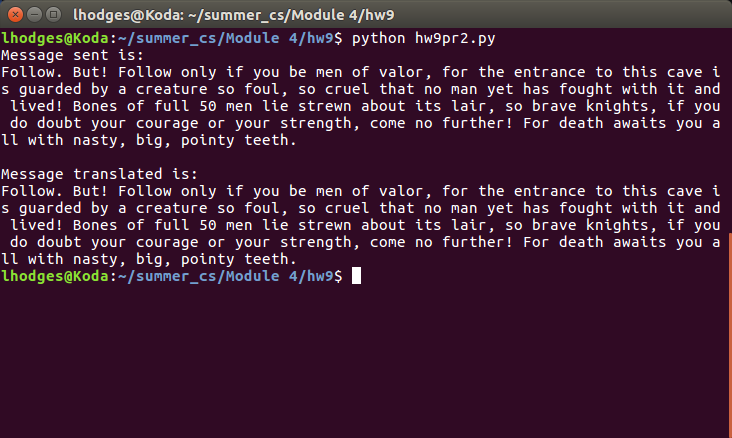 lhodges@Koda: ~/summer_cs/Module 4/hw9
lhodges@Koda:~/summer_cs/Module 4/hw9$ python hw9pr2.py
Message sent is:
Follow. But! Follow only if you be men of valor, for the entrance to this cave i
s guarded by a creature so foul, so cruel that no man yet has fought with it and
 lived! Bones of full 50 men lie strewn about its lair, so brave knights, if you
 do doubt your courage or your strength, come no further! For death awaits you a
ll with nasty, big, pointy teeth.

Message translated is:
Follow. But! Follow only if you be men of valor, for the entrance to this cave i
s guarded by a creature so foul, so cruel that no man yet has fought with it and
 lived! Bones of full 50 men lie strewn about its lair, so brave knights, if you
 do doubt your courage or your strength, come no further! For death awaits you a
ll with nasty, big, pointy teeth.
lhodges@Koda:~/summer_cs/Module 4/hw9$